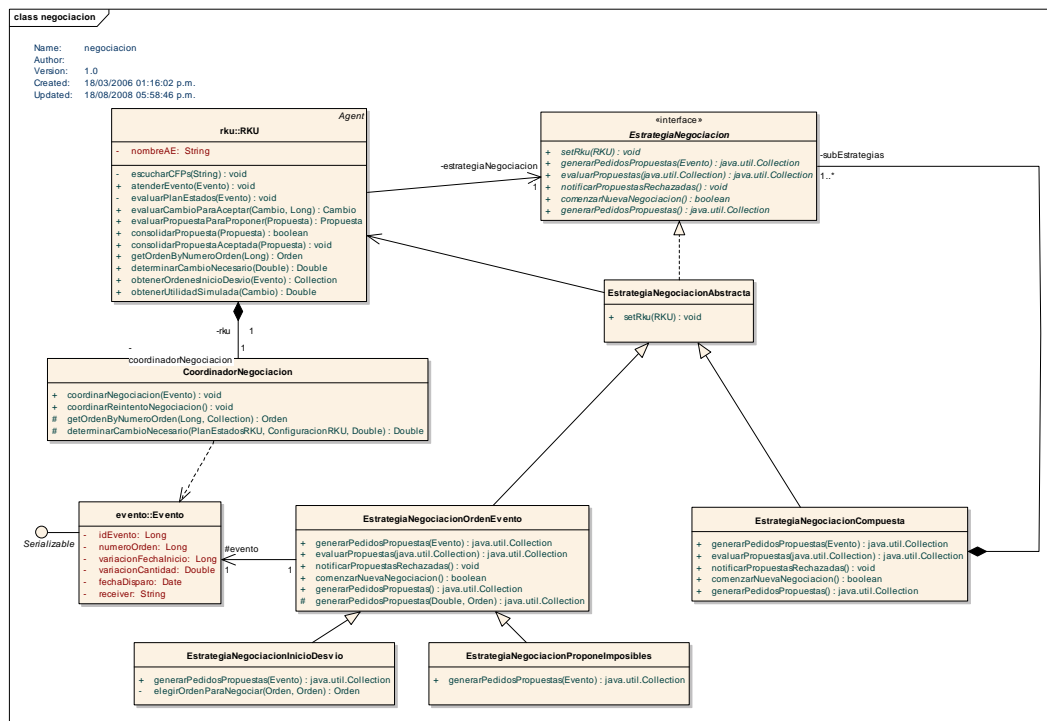 class negociacion
Name: negociacion
Author:
Version: 1.0
Created: 18/03/2006 01:16:02 p.m.
Updated: 18/08/2008 05:58:46 p.m.
Agent
rku::RKU
- nombreAE: String
- escucharCFPs(String) : void
+ atenderEvento(Evento) : void
- evaluarPlanEstados(Evento) : void
+ evaluarCambioParaAceptar(Cambio, Long) : Cambio
+ evaluarPropuestaParaProponer(Propuesta) : Propuesta
+ consolidarPropuesta(Propuesta) : boolean
+ consolidarPropuestaAceptada(Propuesta) : void
+ getOrdenByNumeroOrden(Long) : Orden
+ determinarCambioNecesario(Double) : Double
+ obtenerOrdenesInicioDesvio(Evento) : Collection
+ obtenerUtilidadSimulada(Cambio) : Double
-estrategiaNegociacion
1
«interface»
EstrategiaNegociacion
+ setRku(RKU) : void
+ generarPedidosPropuestas(Evento) : java.util.Collection
+ evaluarPropuestas(java.util.Collection) : java.util.Collection
+ notificarPropuestasRechazadas() : void
+ comenzarNuevaNegociacion() : boolean
+ generarPedidosPropuestas() : java.util.Collection
-subEstrategias
1..*
EstrategiaNegociacionAbstracta
+ setRku(RKU) : void
-rku 1
-
coordinadorNegociacion
1
CoordinadorNegociacion
+ coordinarNegociacion(Evento) : void
+ coordinarReintentoNegociacion() : void
# getOrdenByNumeroOrden(Long, Collection) : Orden
# determinarCambioNecesario(PlanEstadosRKU, ConfiguracionRKU, Double) : Double
Serializable
evento::Evento
- idEvento: Long
- numeroOrden: Long
- variacionFechaInicio: Long
- variacionCantidad: Double
- fechaDisparo: Date
- receiver: String
#evento
1 1
EstrategiaNegociacionOrdenEvento
+ generarPedidosPropuestas(Evento) : java.util.Collection
+ evaluarPropuestas(java.util.Collection) : java.util.Collection
+ notificarPropuestasRechazadas() : void
+ comenzarNuevaNegociacion() : boolean
+ generarPedidosPropuestas() : java.util.Collection
# generarPedidosPropuestas(Double, Orden) : java.util.Collection
EstrategiaNegociacionCompuesta
+ generarPedidosPropuestas(Evento) : java.util.Collection
+ evaluarPropuestas(java.util.Collection) : java.util.Collection
+ notificarPropuestasRechazadas() : void
+ comenzarNuevaNegociacion() : boolean
+ generarPedidosPropuestas() : java.util.Collection
EstrategiaNegociacionInicioDesvio
+ generarPedidosPropuestas(Evento) : java.util.Collection
- elegirOrdenParaNegociar(Orden, Orden) : Orden
EstrategiaNegociacionProponeImposibles
+ generarPedidosPropuestas(Evento) : java.util.Collection